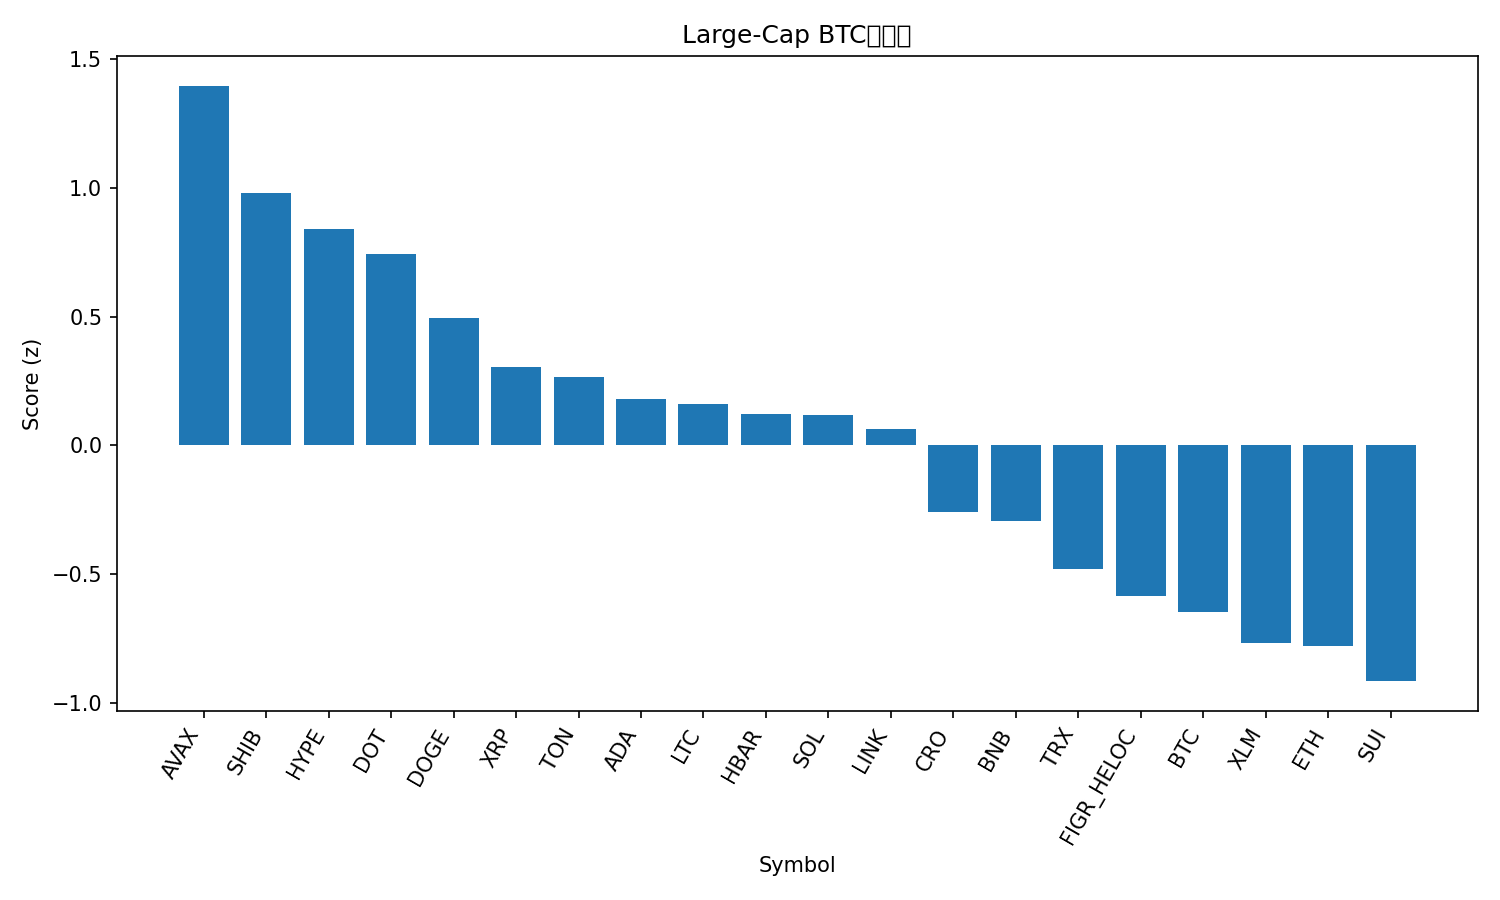 Large-Cap BTC
1.5
1.0
0.5
0.0
−0.5
−1.0
Score (z)
AVAX
SHIB
HYPE
DOT
DOGE
XRP
TON
ADA
LTC
HBAR
SOL
LINK
CRO
BNB
TRX
FIGR_HELOC
BTC
XLM
ETH
SUI
Symbol